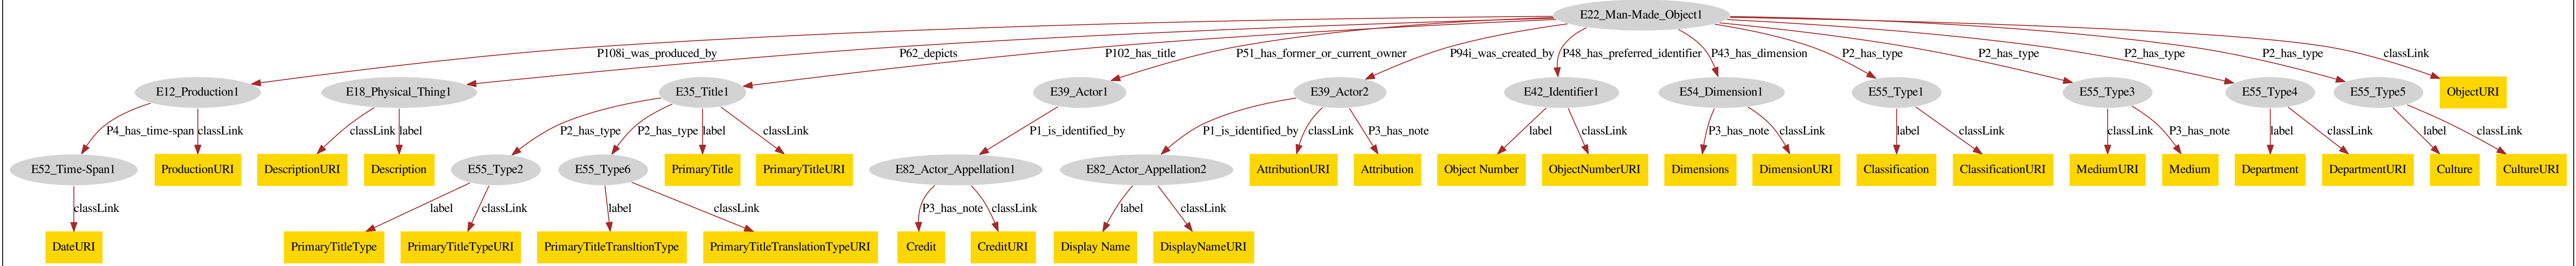 E22_Man-Made_Object1
P108i_was_produced_by
P62_depicts
P102_has_title
P51_has_former_or_current_owner
P94i_was_created_by
P48_has_preferred_identifier
P43_has_dimension
P2_has_type
P2_has_type
P2_has_type
P2_has_type
classLink
E12_Production1
E18_Physical_Thing1
E35_Title1
E39_Actor1
E39_Actor2
E42_Identifier1
E54_Dimension1
E55_Type1
E55_Type3
E55_Type4
E55_Type5
ObjectURI
P4_has_time-span
classLink
classLink
label
P2_has_type
P2_has_type
label
classLink
P1_is_identified_by
P1_is_identified_by
classLink
P3_has_note
label
classLink
P3_has_note
classLink
label
classLink
classLink
P3_has_note
label
classLink
label
classLink
E52_Time-Span1
ProductionURI
DescriptionURI
Description
E55_Type2
E55_Type6
PrimaryTitle
PrimaryTitleURI
E82_Actor_Appellation1
E82_Actor_Appellation2
AttributionURI
Attribution
Object Number
ObjectNumberURI
Dimensions
DimensionURI
Classification
ClassificationURI
MediumURI
Medium
Department
DepartmentURI
Culture
CultureURI
classLink
label
classLink
label
classLink
P3_has_note
classLink
label
classLink
DateURI
PrimaryTitleType
PrimaryTitleTypeURI
PrimaryTitleTransltionType
PrimaryTitleTranslationTypeURI
Credit
CreditURI
Display Name
DisplayNameURI